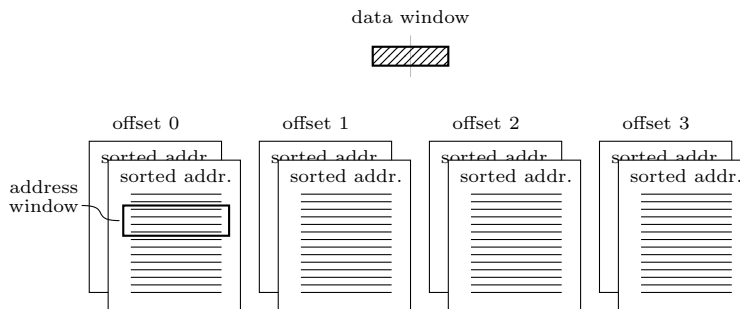 data window
offset 0
offset 1
offset 2
offset 3
sorted addr.
sorted addr.
sorted addr.
sorted addr.
sorted addr.
sorted addr.
sorted addr.
sorted addr.
address
window